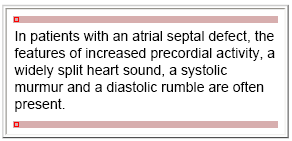 In patients with an atrial septal defect, the
features of increased precordial activity, a
widely split heart sound, a systolic
murmur and a diastolic rumble are often
present.